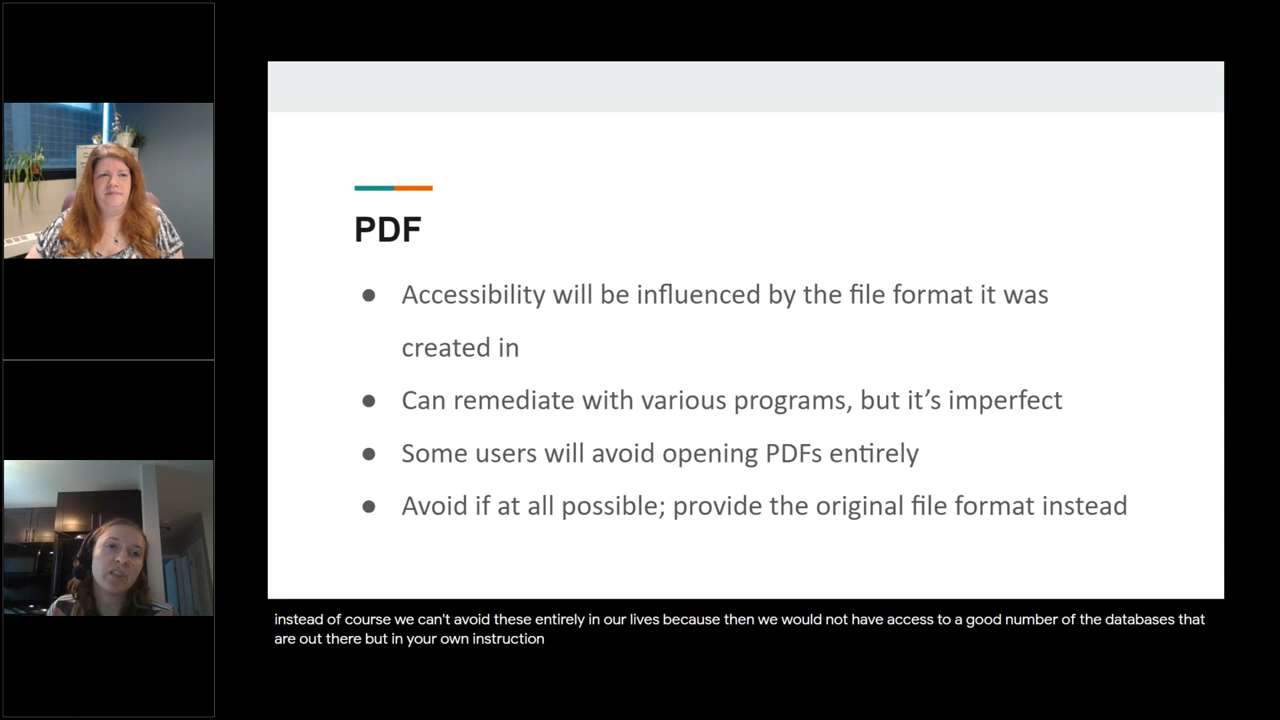 PDF
● Accessibility will be influenced by the file format it was
created in
● Can remediate with various programs, but it’s imperfect
● Some users will avoid opening PDFs entirely
● Avoid if at all possible; provide the original file format instead
instead of course we can't avoid these entirely in our lives because then we would not have access to a good number of the databases that
are out there but in your own instruction